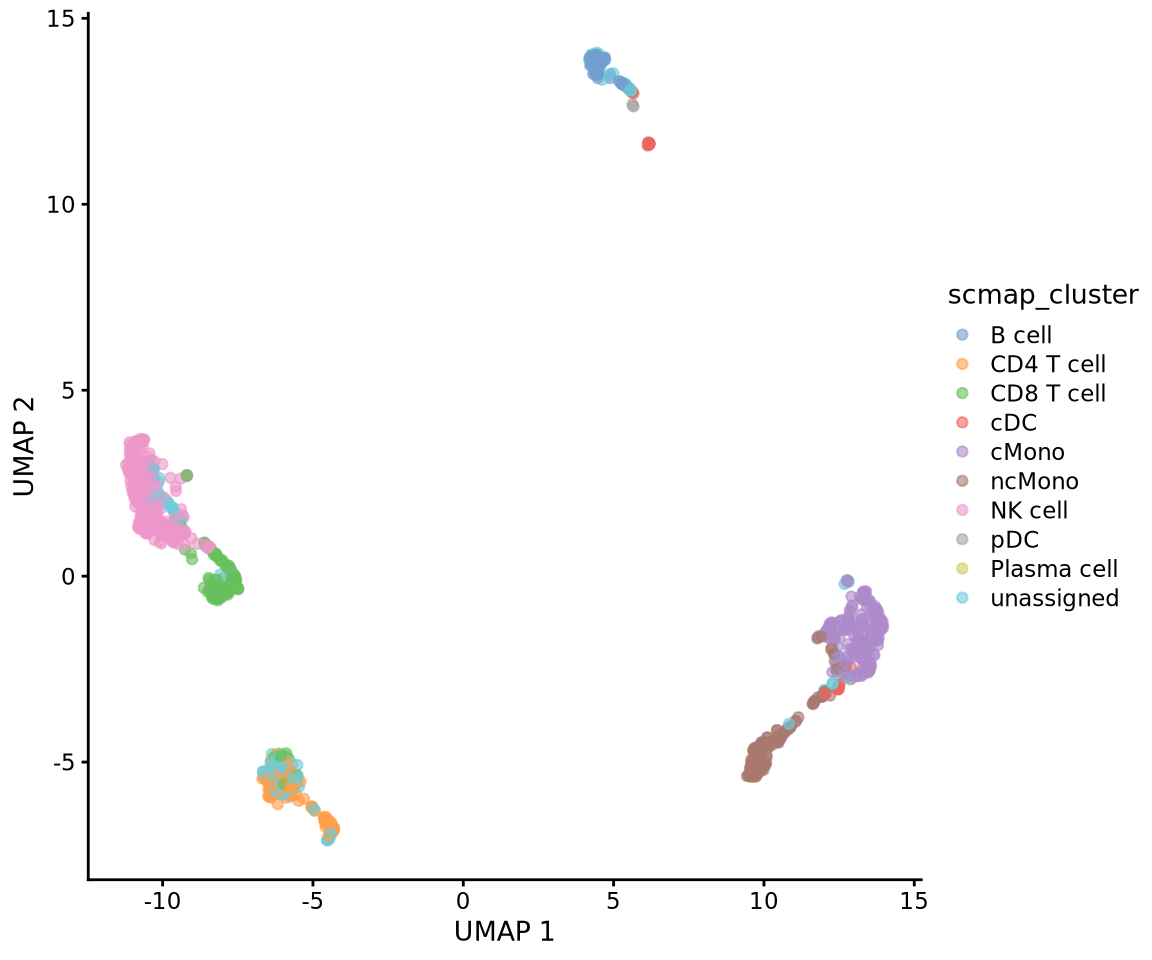 15
10
5
0
-5
UMAP 2
-10
-5
0
5
10
15
UMAP 1
scmap_cluster
B cell
CD4 T cell
CD8 T cell
cDC
cMono
ncMono
NK cell
pDC
Plasma cell
unassigned